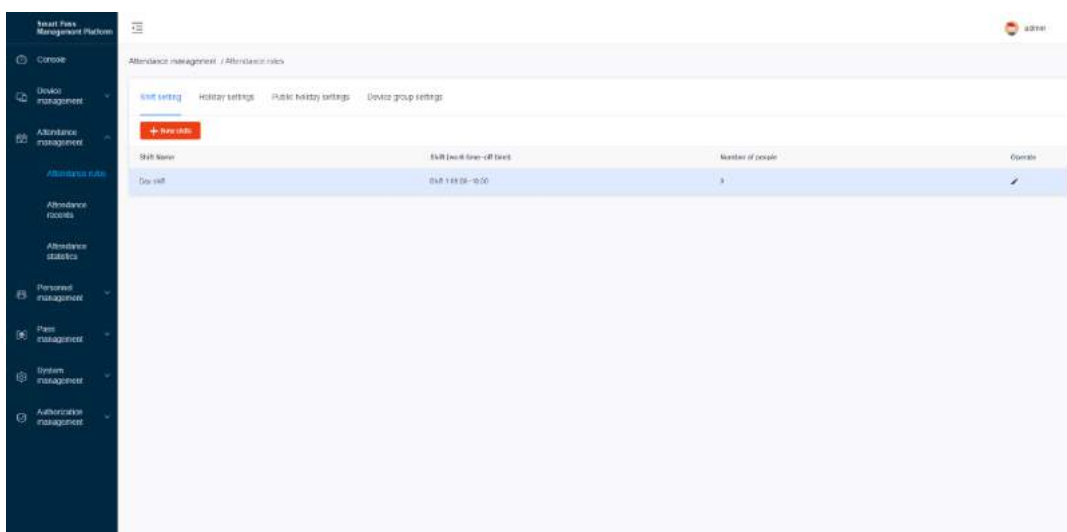 Smart Pass
Management Platform
admin
Console
Attendance management / Attendance rules
Device
management
Shift setting Holiday settings Public holiday settings Device group settings
Attendance
management
+ New shifts
Shift Name Shift (work time-off time) Number of people Operate
Attendance rules
Day shift
Attendance
records
Attendance
statistics
Personnel
management
Pass
management
System
management
Authorization
management